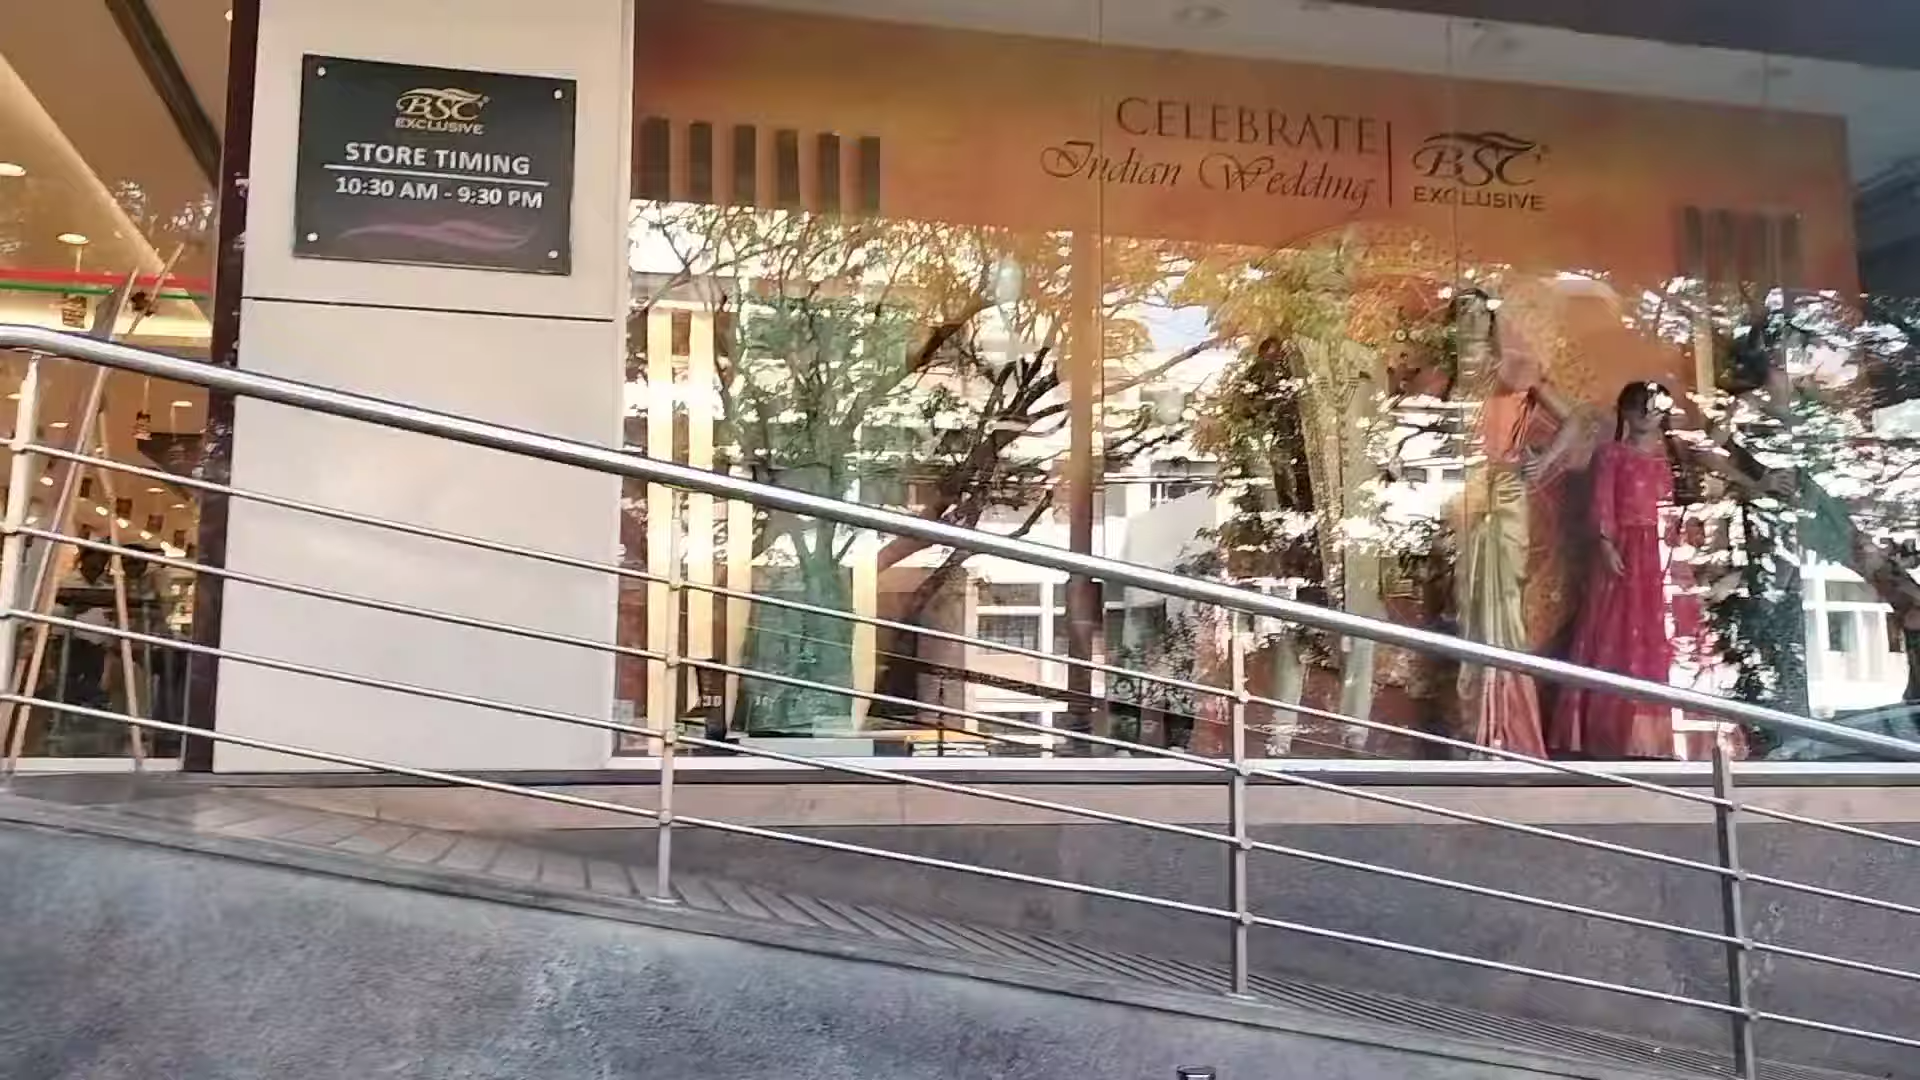 BSC
EXCLUSIVE
STORE TIMING
10:30 AM - 9:30 PM
CELEBRATE
Indian Wedding
BSC
EXCLUSIVE